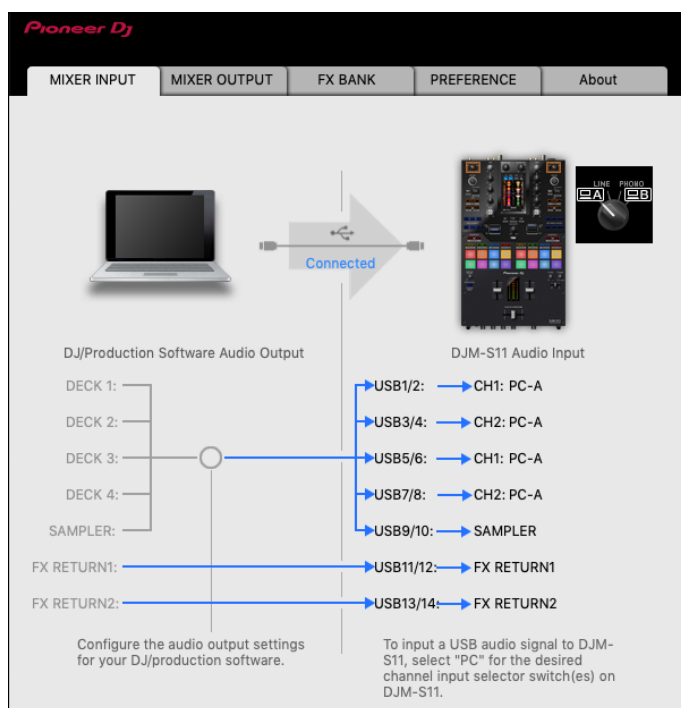 Pioneer Dj
MIXER INPUT
MIXER OUTPUT
FX BANK
PREFERENCE
About
LINE PHONO
A B
Connected
DJ/Production Software Audio Output
DJM-S11 Audio Input
DECK 1:
USB1/2:
CH1: PC-A
DECK 2:
USB3/4:
CH2: PC-A
DECK 3:
USB5/6:
CH1: PC-A
DECK 4:
USB7/8:
CH2: PC-A
SAMPLER:
USB9/10:
SAMPLER
FX RETURN1:
USB11/12:
FX RETURN1
FX RETURN2:
USB13/14:
FX RETURN2
Configure the audio output settings
for your DJ/production software.
To input a USB audio signal to DJM-
S11, select "PC" for the desired
channel input selector switch(es) on
DJM-S11.